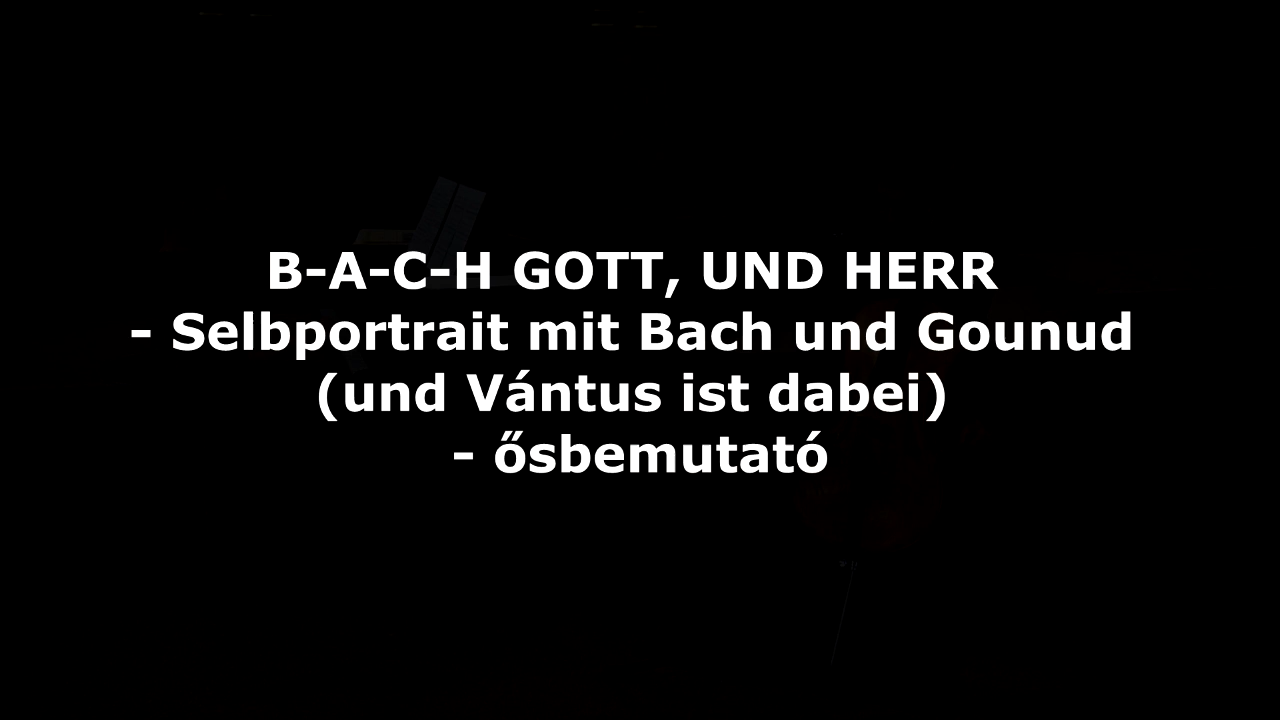 B-A-C-H GOTT, UND HERR
- Selbportrait mit Bach und Gounud
(und Vántus ist dabei)
- ősbemutató